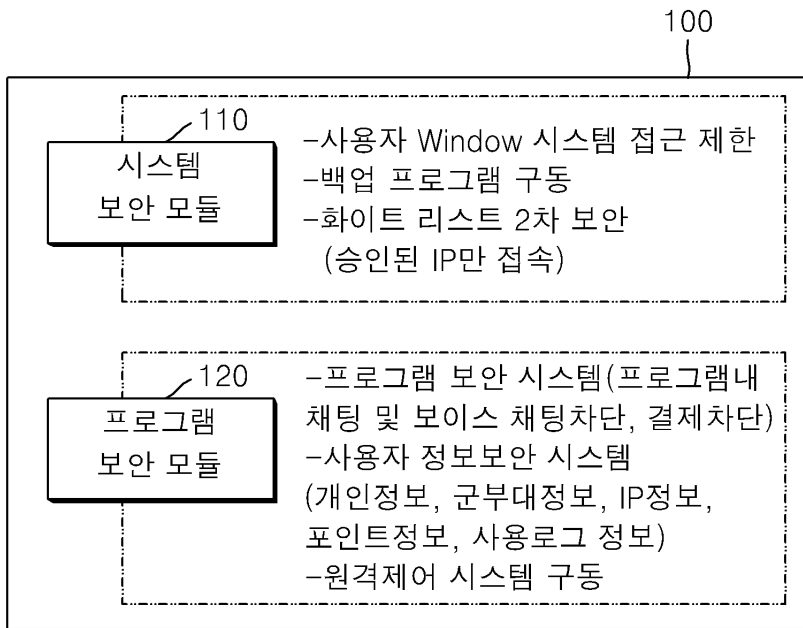 100
110
시스템
보안 모듈
-사용자 Window 시스템 접근 제한
-백업 프로그램 구동
-화이트 리스트 2차 보안
(승인된 IP만 접속)
120
프로그램
보안 모듈
-프로그램 보안 시스템(프로그램내
채팅 및 보이스 채팅차단, 결제차단)
-사용자 정보보안 시스템
(개인정보, 군부대정보, IP정보,
포인트정보, 사용로그 정보)
-원격제어 시스템 구동